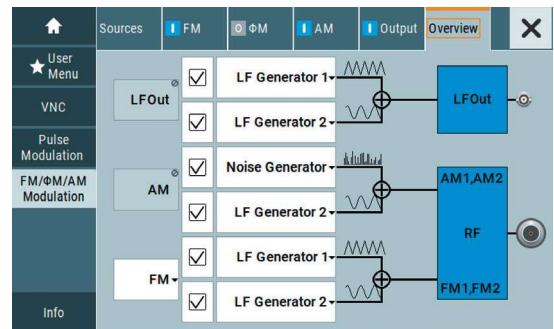 Sources
I FM
O ΦM
I AM
I Output
Overview
User
Menu
VNC
Pulse
Modulation
FM/ΦM/AM
Modulation
Info
LFOut
LF Generator 1
LF Generator 2
LFOut
AM
Noise Generator
LF Generator 2
AM1,AM2
RF
FM
LF Generator 1
LF Generator 2
FM1,FM2